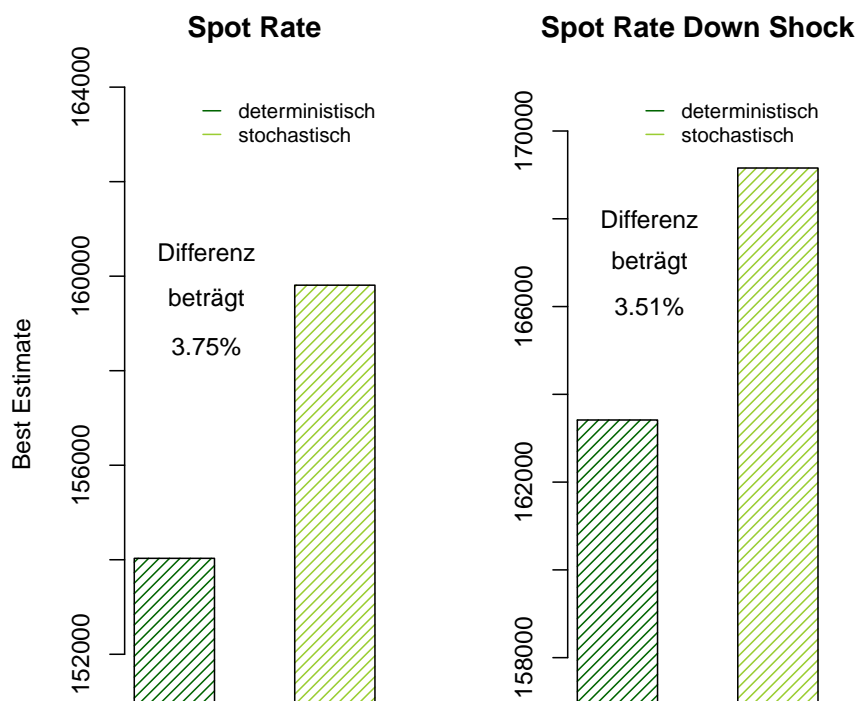 Spot Rate
Best Estimate
164000
160000
156000
152000
deterministisch
stochastisch
Differenz
beträgt
3.75%
Spot Rate Down Shock
170000
166000
162000
158000
deterministisch
stochastisch
Differenz
beträgt
3.51%